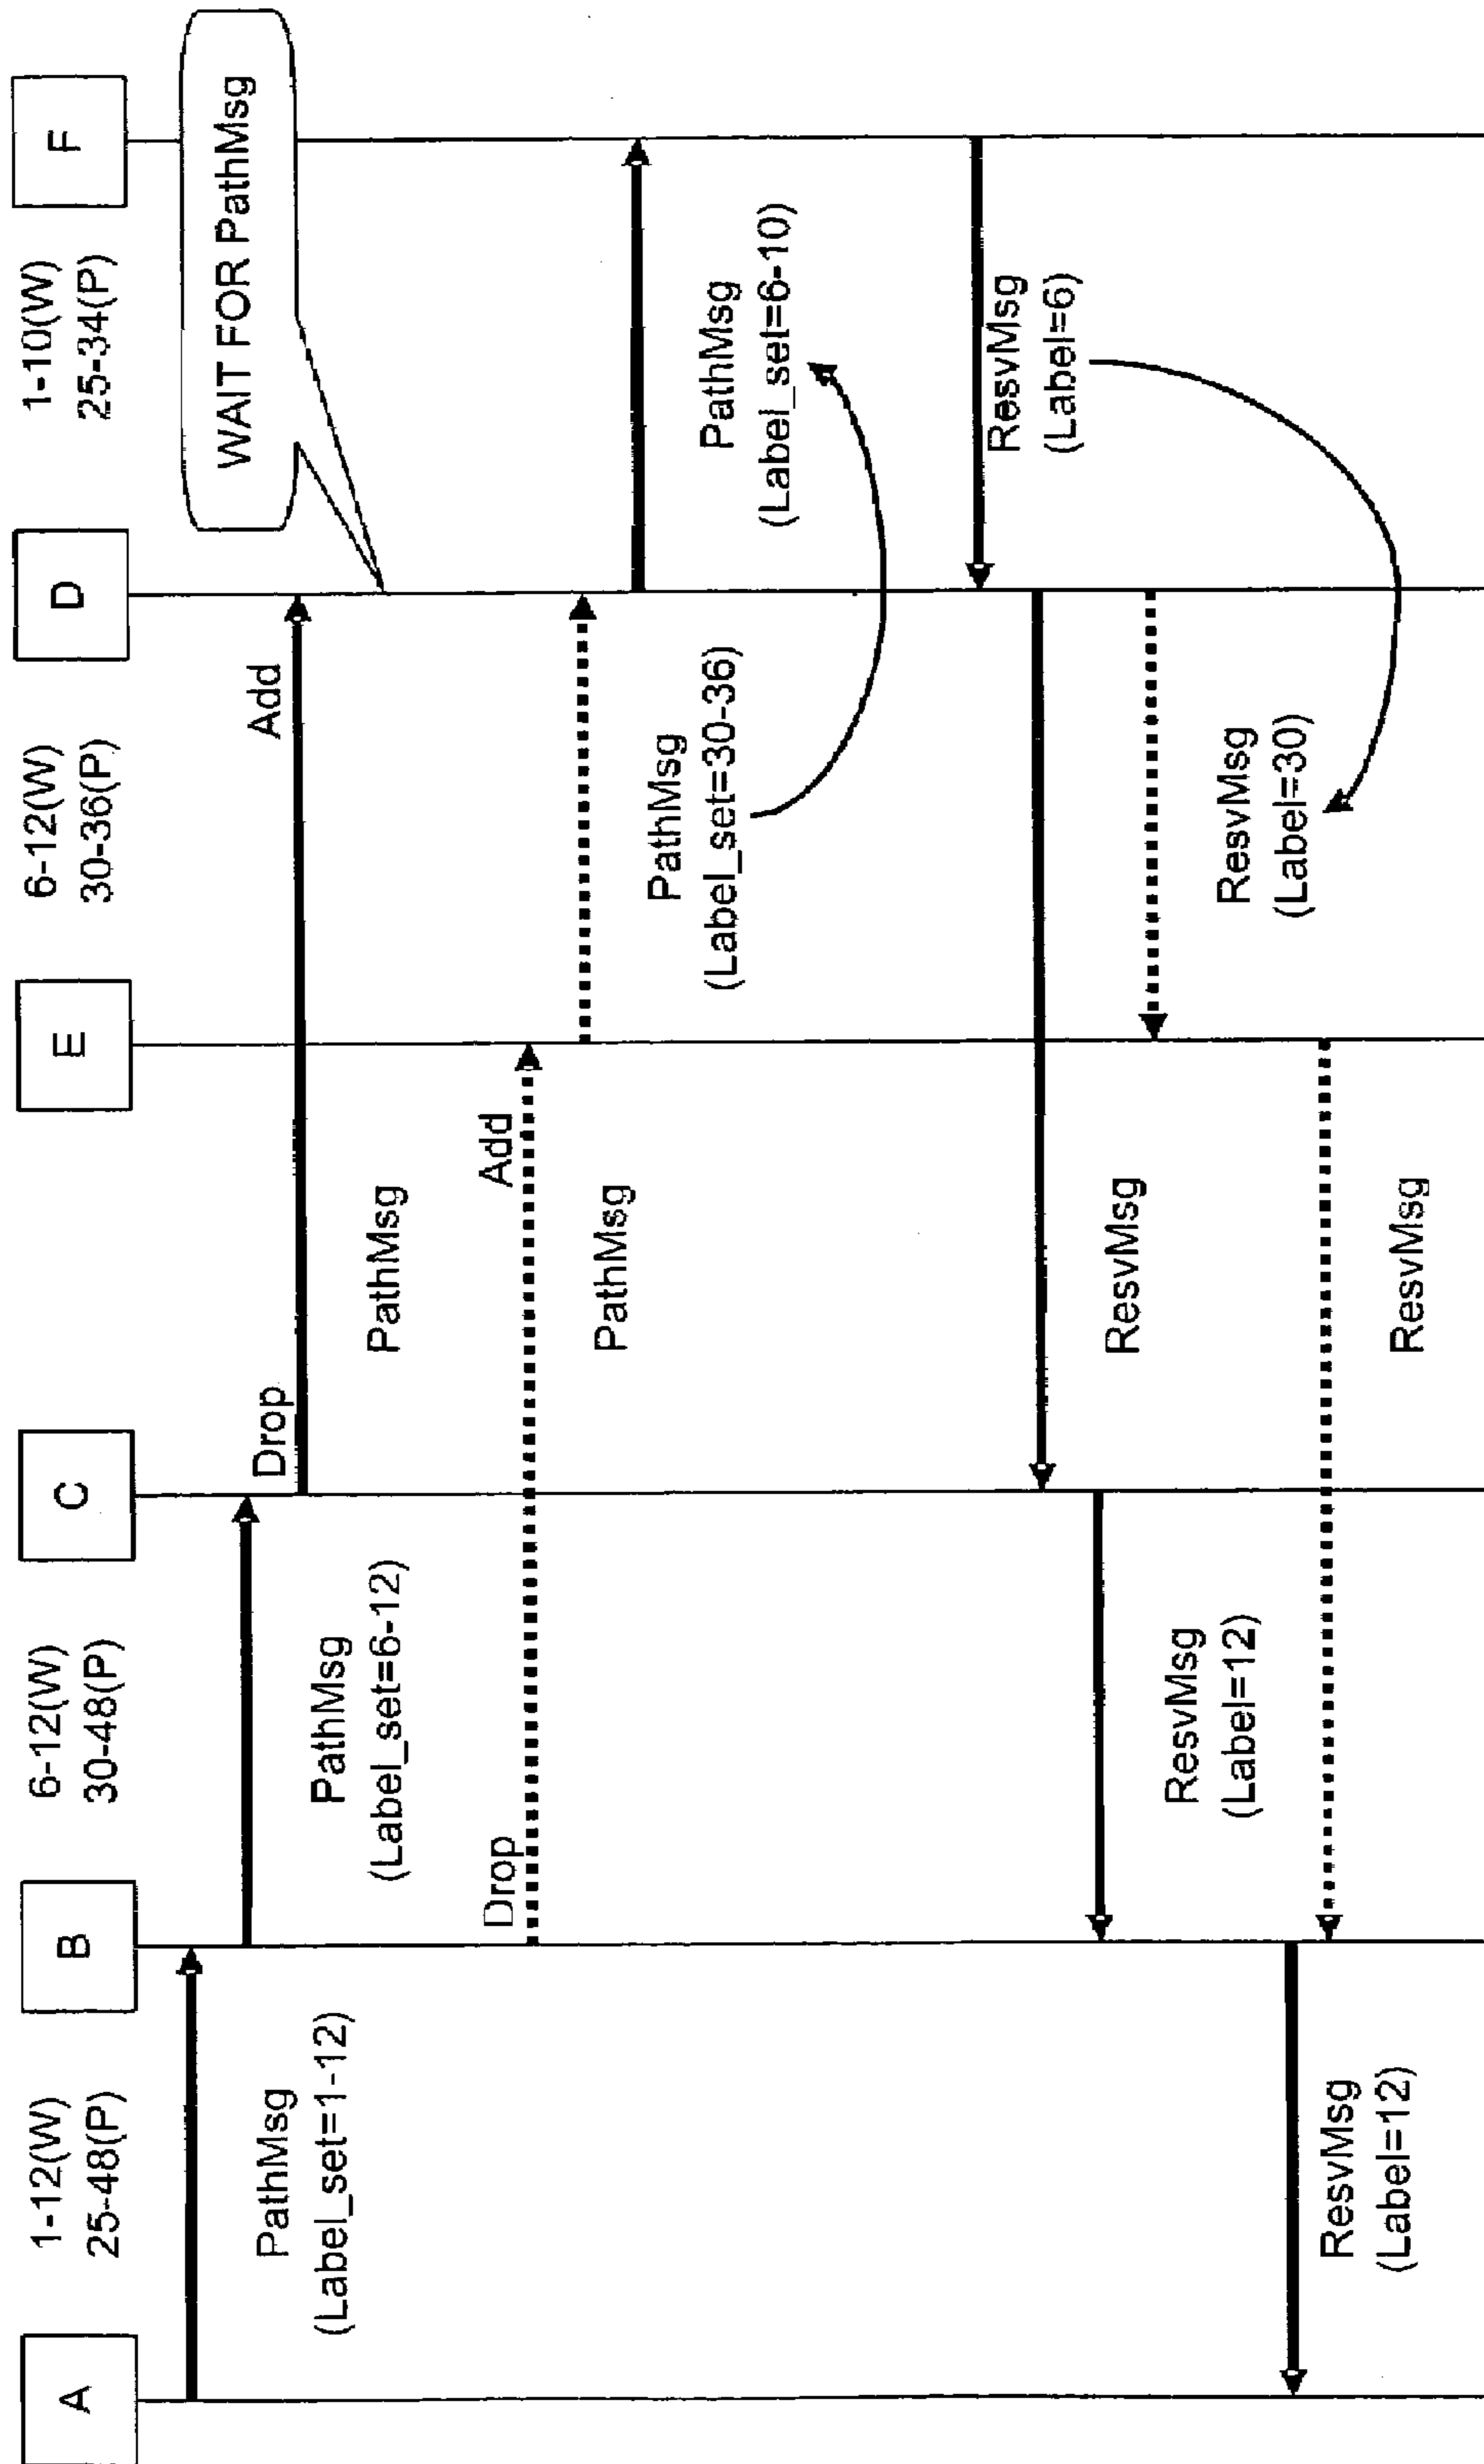 A
B
C
E
D
F
1-12(W)
25-48(P)
6-12(W)
30-48(P)
6-12(W)
30-36(P)
1-10(W)
25-34(P)
WAIT FOR PathMsg
PathMsg
(Label_set=1-12)
PathMsg
(Label_set=6-12)
Drop
Add
PathMsg
Drop
Add
PathMsg
PathMsg
(Label_set=30-36)
PathMsg
(Label_set=6-10)
ResvMsg
(Label=6)
ResvMsg
ResvMsg
(Label=12)
ResvMsg
(Label=30)
ResvMsg
ResvMsg
(Label=12)